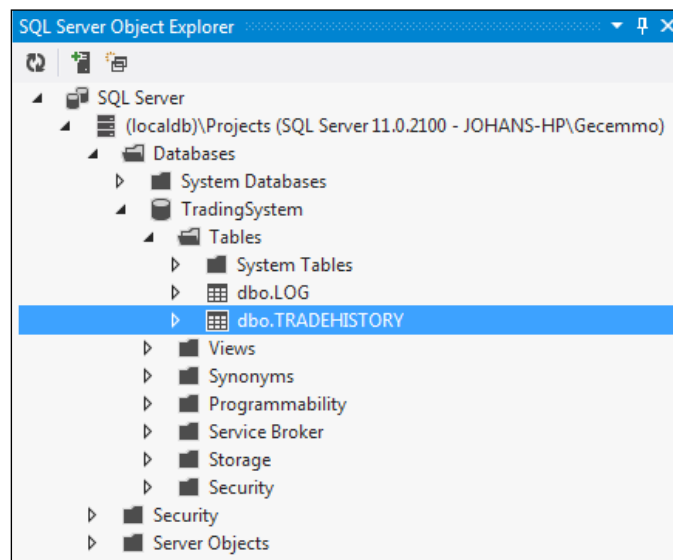 SQL Server Object Explorer
SQL Server
(localdb)\Projects (SQL Server 11.0.2100 - JOHANS-HP\Gecemmo)
Databases
System Databases
TradingSystem
Tables
System Tables
dbo.LOG
dbo.TRADEHISTORY
Views
Synonyms
Programmability
Service Broker
Storage
Security
Security
Server Objects